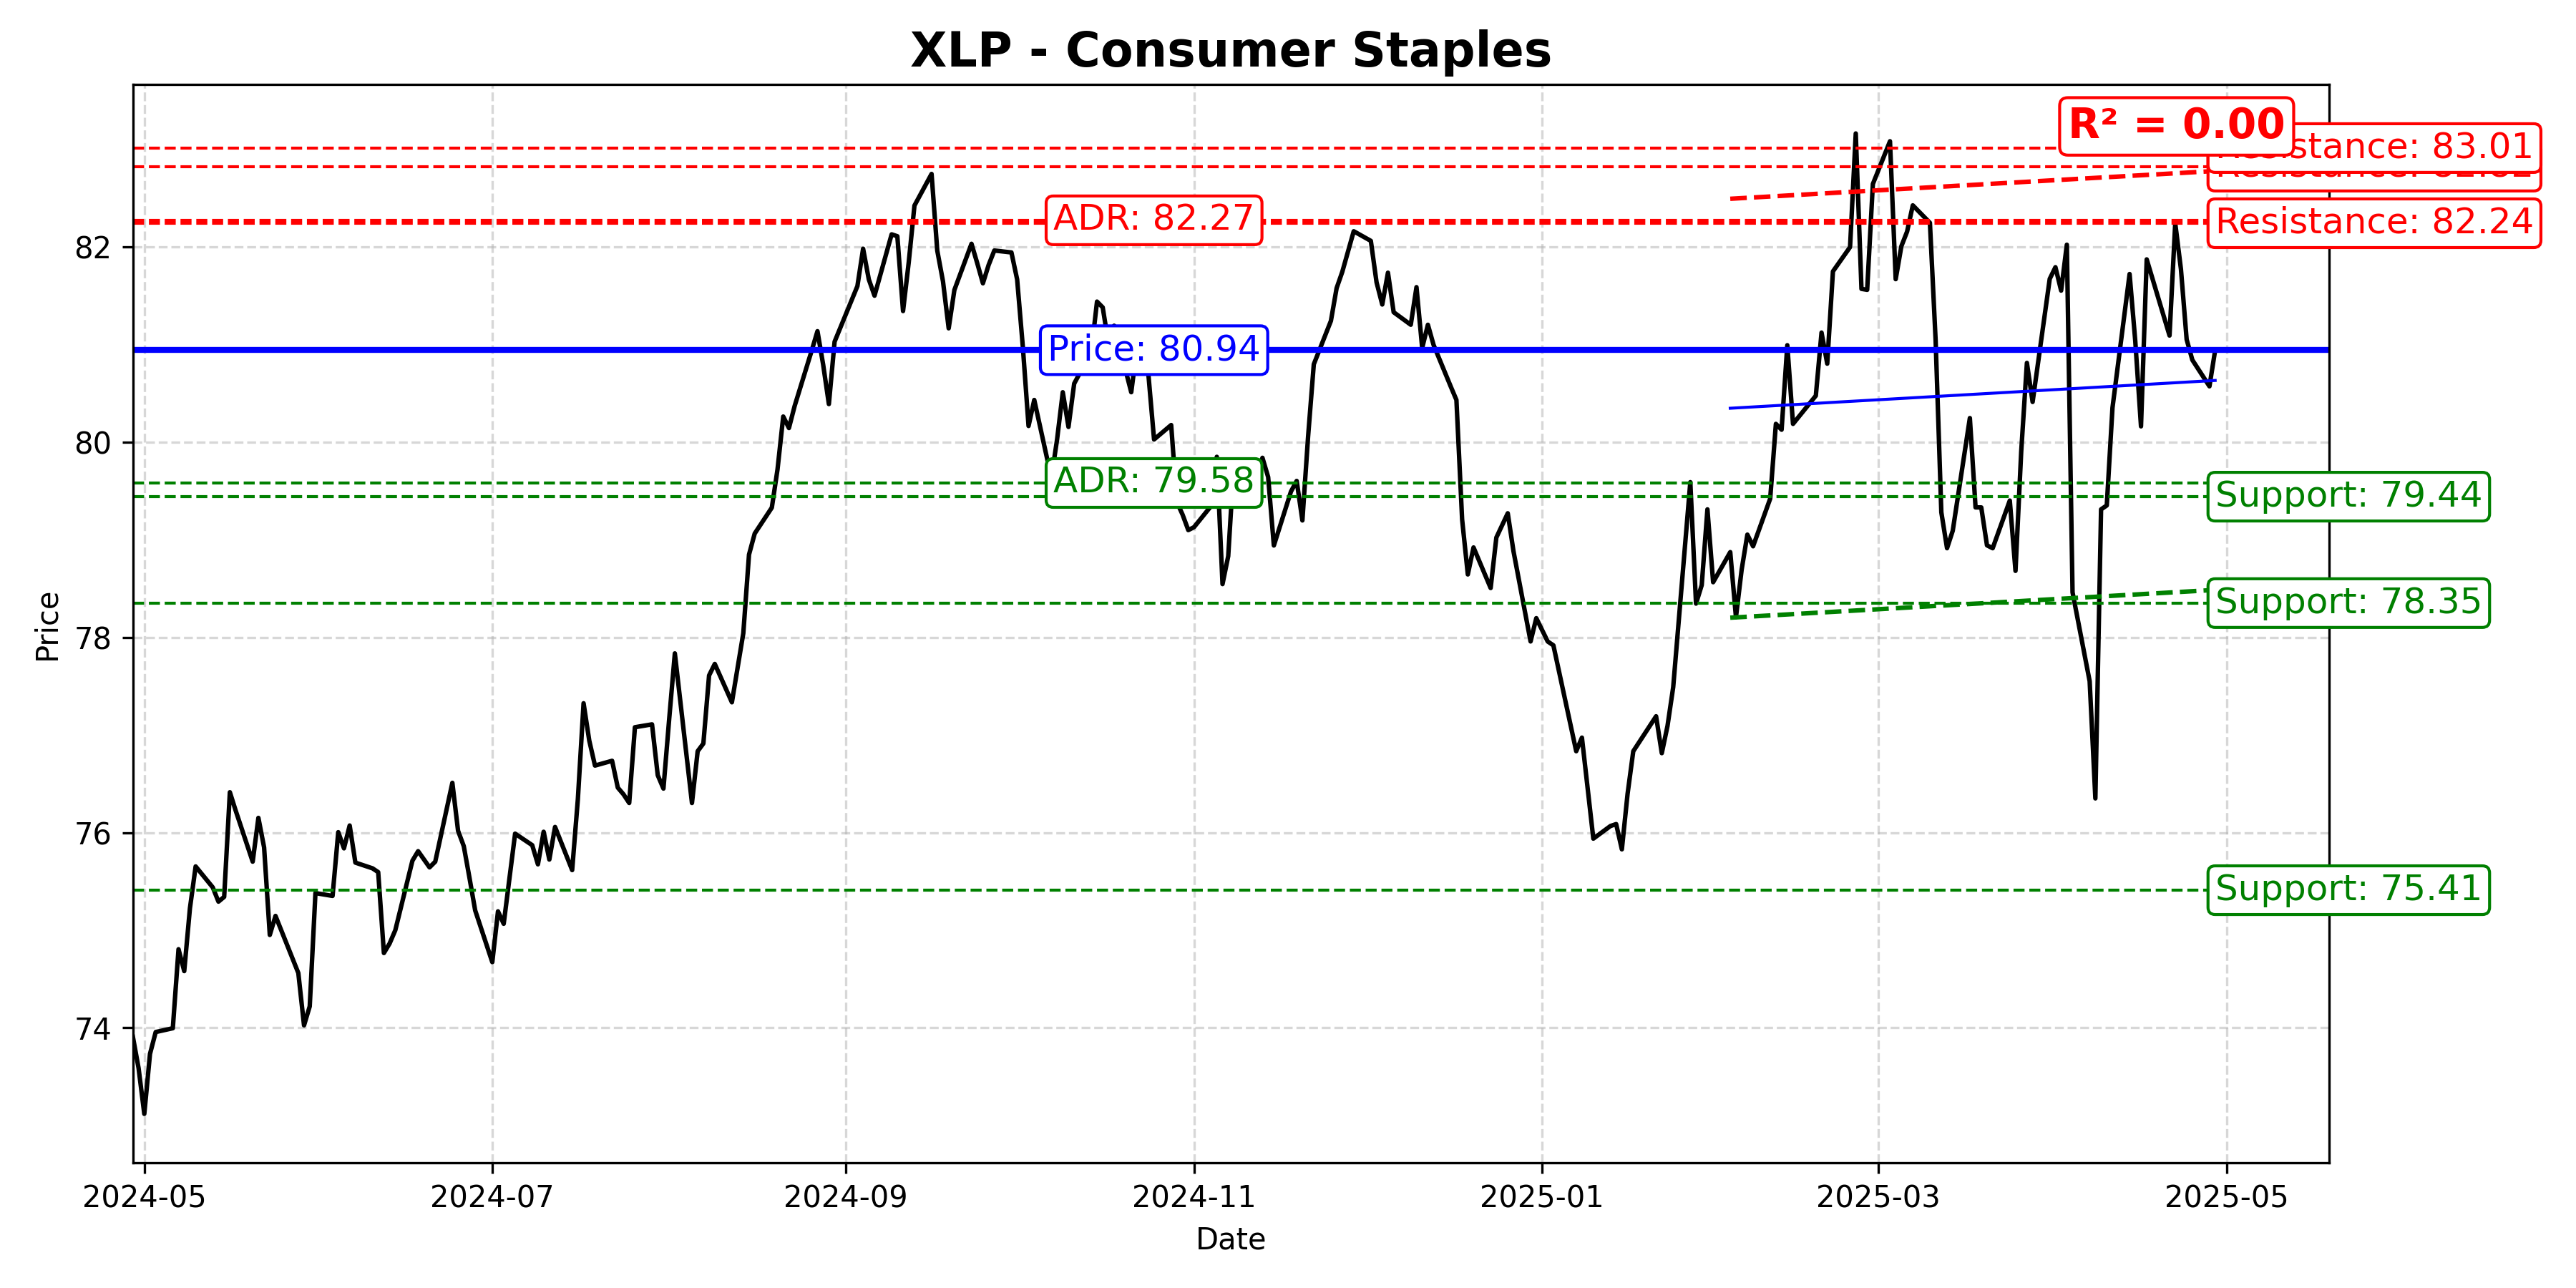 XLP - Consumer Staples
R² = 0.00
Resistance: 83.01
ADR: 82.27
Resistance: 82.24
Price: 80.94
ADR: 79.58
Support: 79.44
Support: 78.35
Support: 75.41
Price
82
80
78
76
74
2024-05
2024-07
2024-09
2024-11
2025-01
2025-03
2025-05
Date